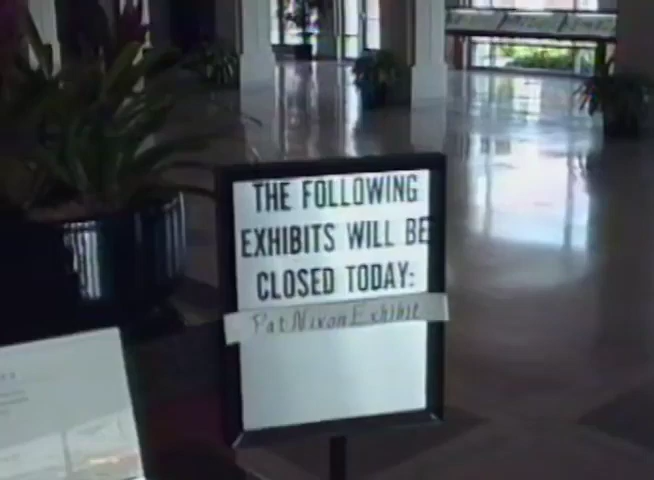 THE FOLLOWING
EXHIBITS WILL BE
CLOSED TODAY:
Pat Nixon Exhibit